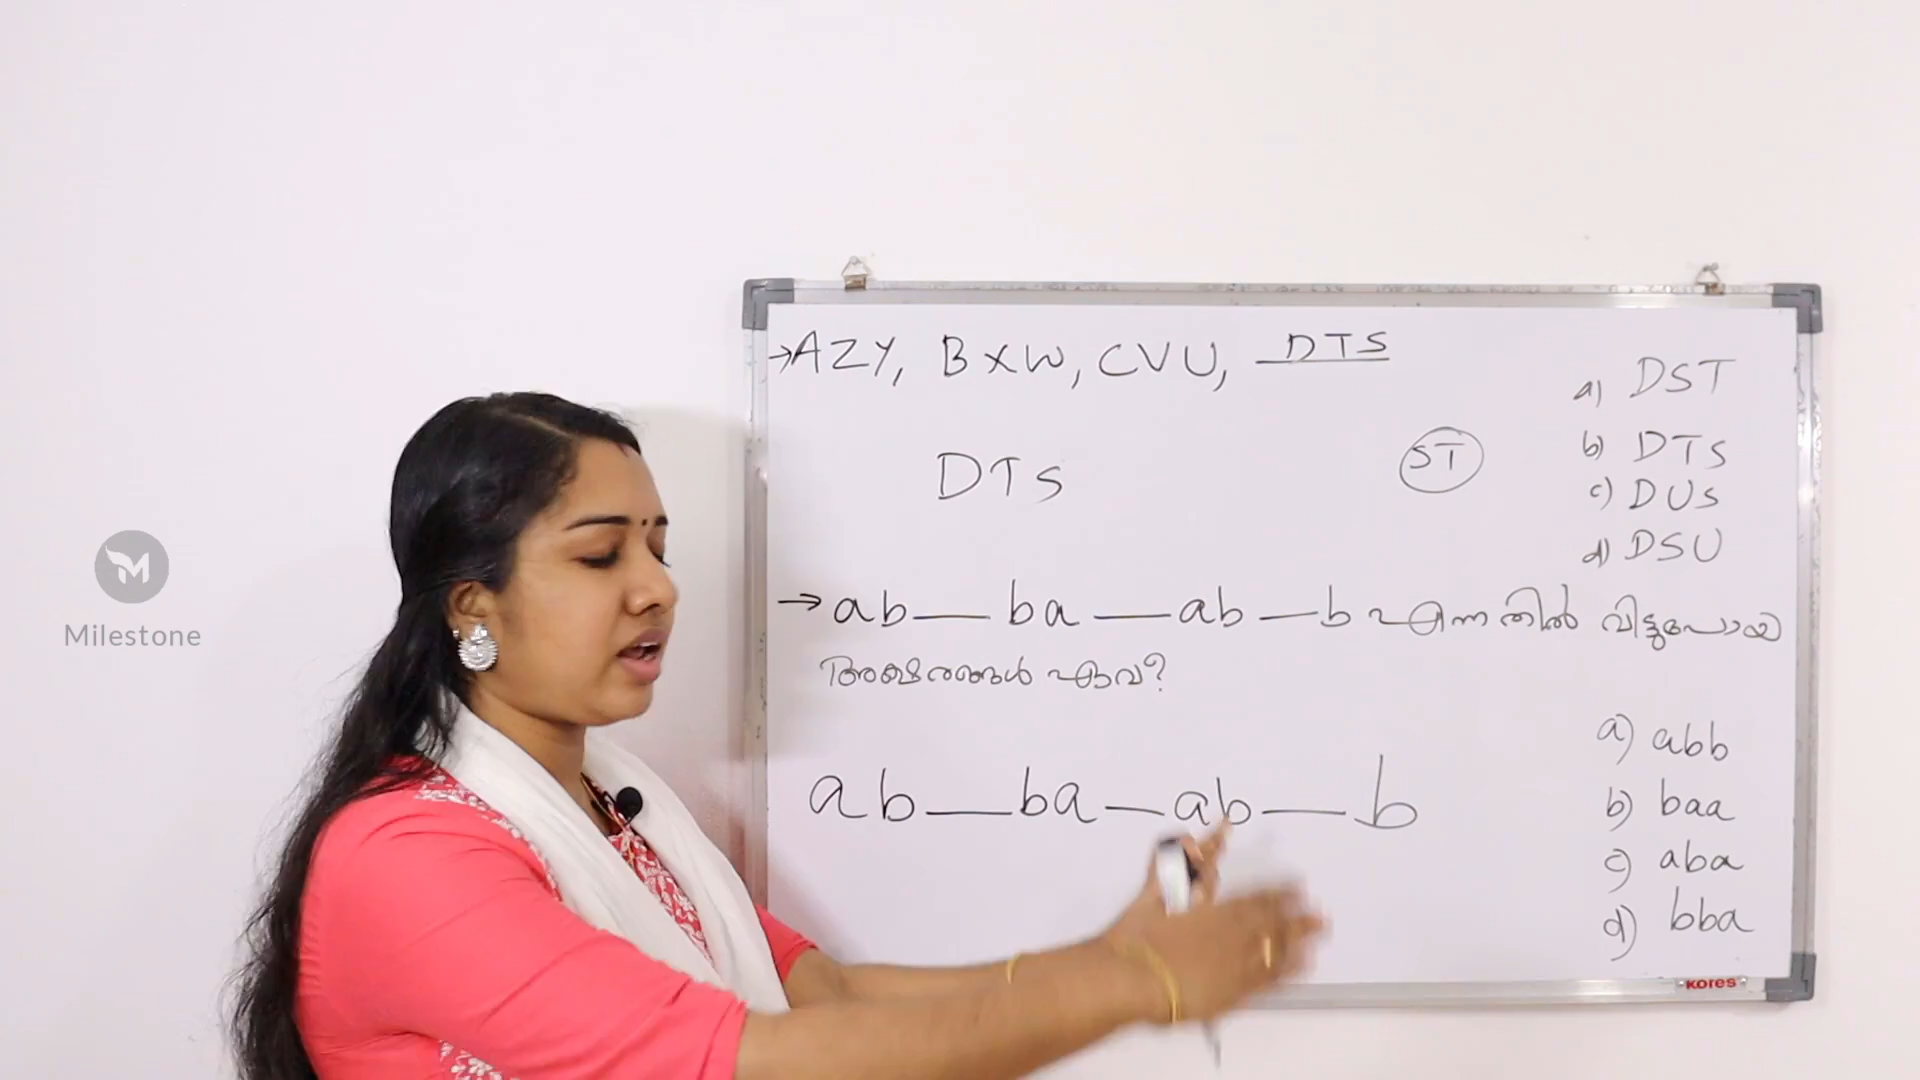 →AZY, BXW, CVU, DTS
a) DST
b) DTS
c) DUS
d) DSU
DTS
ST
→ ab__ba__ab__b എന്നതിൽ വിട്ടുപോയ
അക്ഷരങ്ങൾ ഏവ?
ab__ba__ab__b
a) abb
b) baa
c) aba
d) bba
KORES
M
Milestone